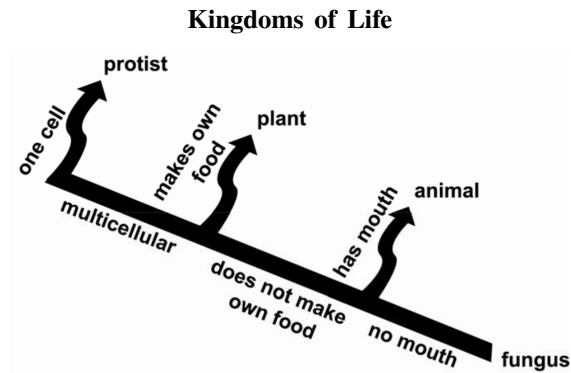 Kingdoms of Life
protist
one cell
multicellular
makes own
food
plant
does not make
own food
has mouth
animal
no mouth
fungus